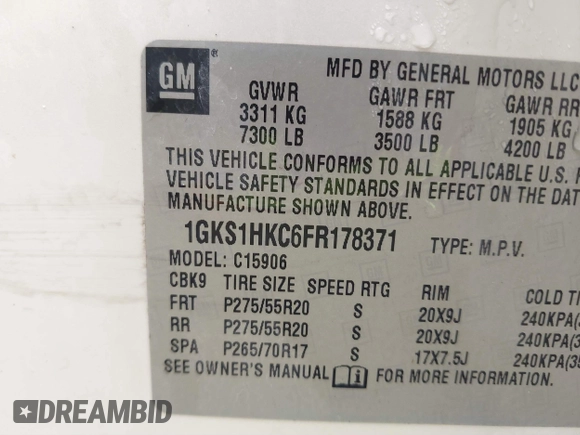 GM ®
MFD BY GENERAL MOTORS LLC
GVWR GAWR FRT GAWR RR
3311 KG 1588 KG 1905 KG
7300 LB 3500 LB 4200 LB
THIS VEHICLE CONFORMS TO ALL APPLICABLE U.S.
VEHICLE SAFETY STANDARDS IN EFFECT ON THE DAT
MANUFACTURE SHOWN ABOVE.
1GKS1HKC6FR178371 TYPE: M.P.V.
MODEL: C15906
CBK9 TIRE SIZE SPEED RTG RIM COLD
FRT P275/55R20 S 20X9J 240KPA(
RR P275/55R20 S 20X9J 240KPA(3
SPA P265/70R17 S 17X7.5J 240KPA(35
SEE OWNER'S MANUAL i FOR MORE INFORMATION.
DREAMBID